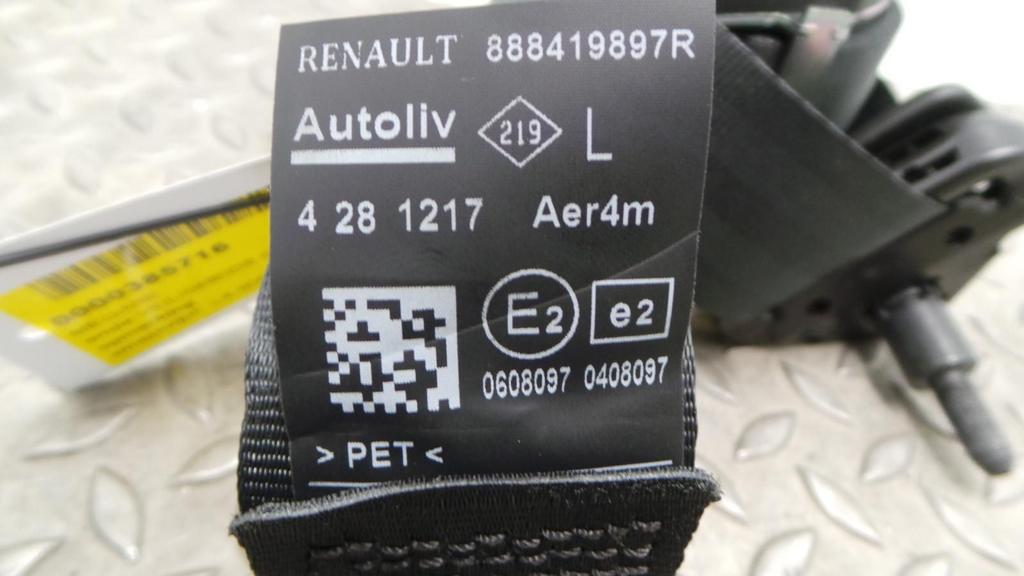 RENAULT 888419897R
Autoliv 219 L
4 28 1217 Aer4m
E2 e2
0608097 0408097
>PET<